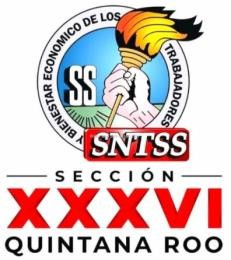 Y BIENESTAR ECONOMICO DE LOS TRABAJADORES
SS
SNTSS
SECCIÓN
XXXVI
QUINTANA ROO